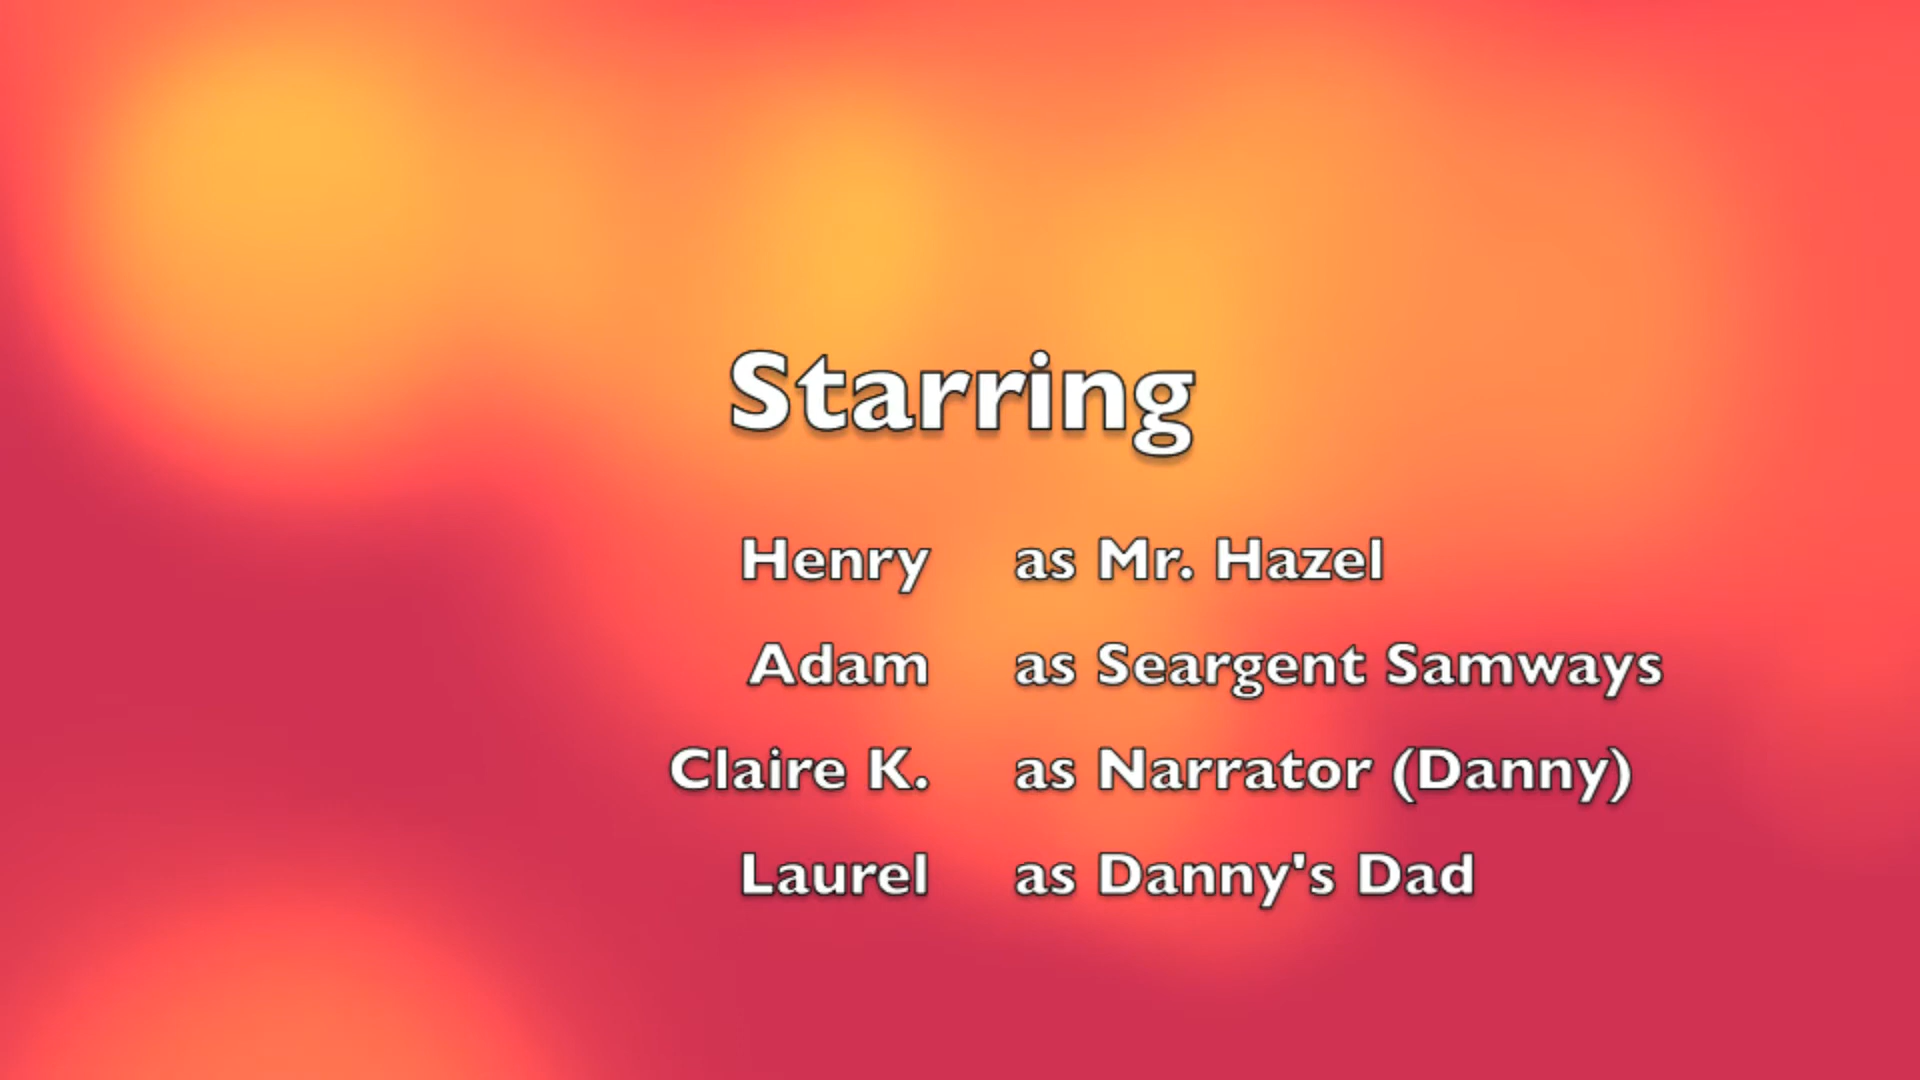 Starring
Henry as Mr. Hazel
Adam as Seargent Samways
Claire K. as Narrator (Danny)
Laurel as Danny's Dad